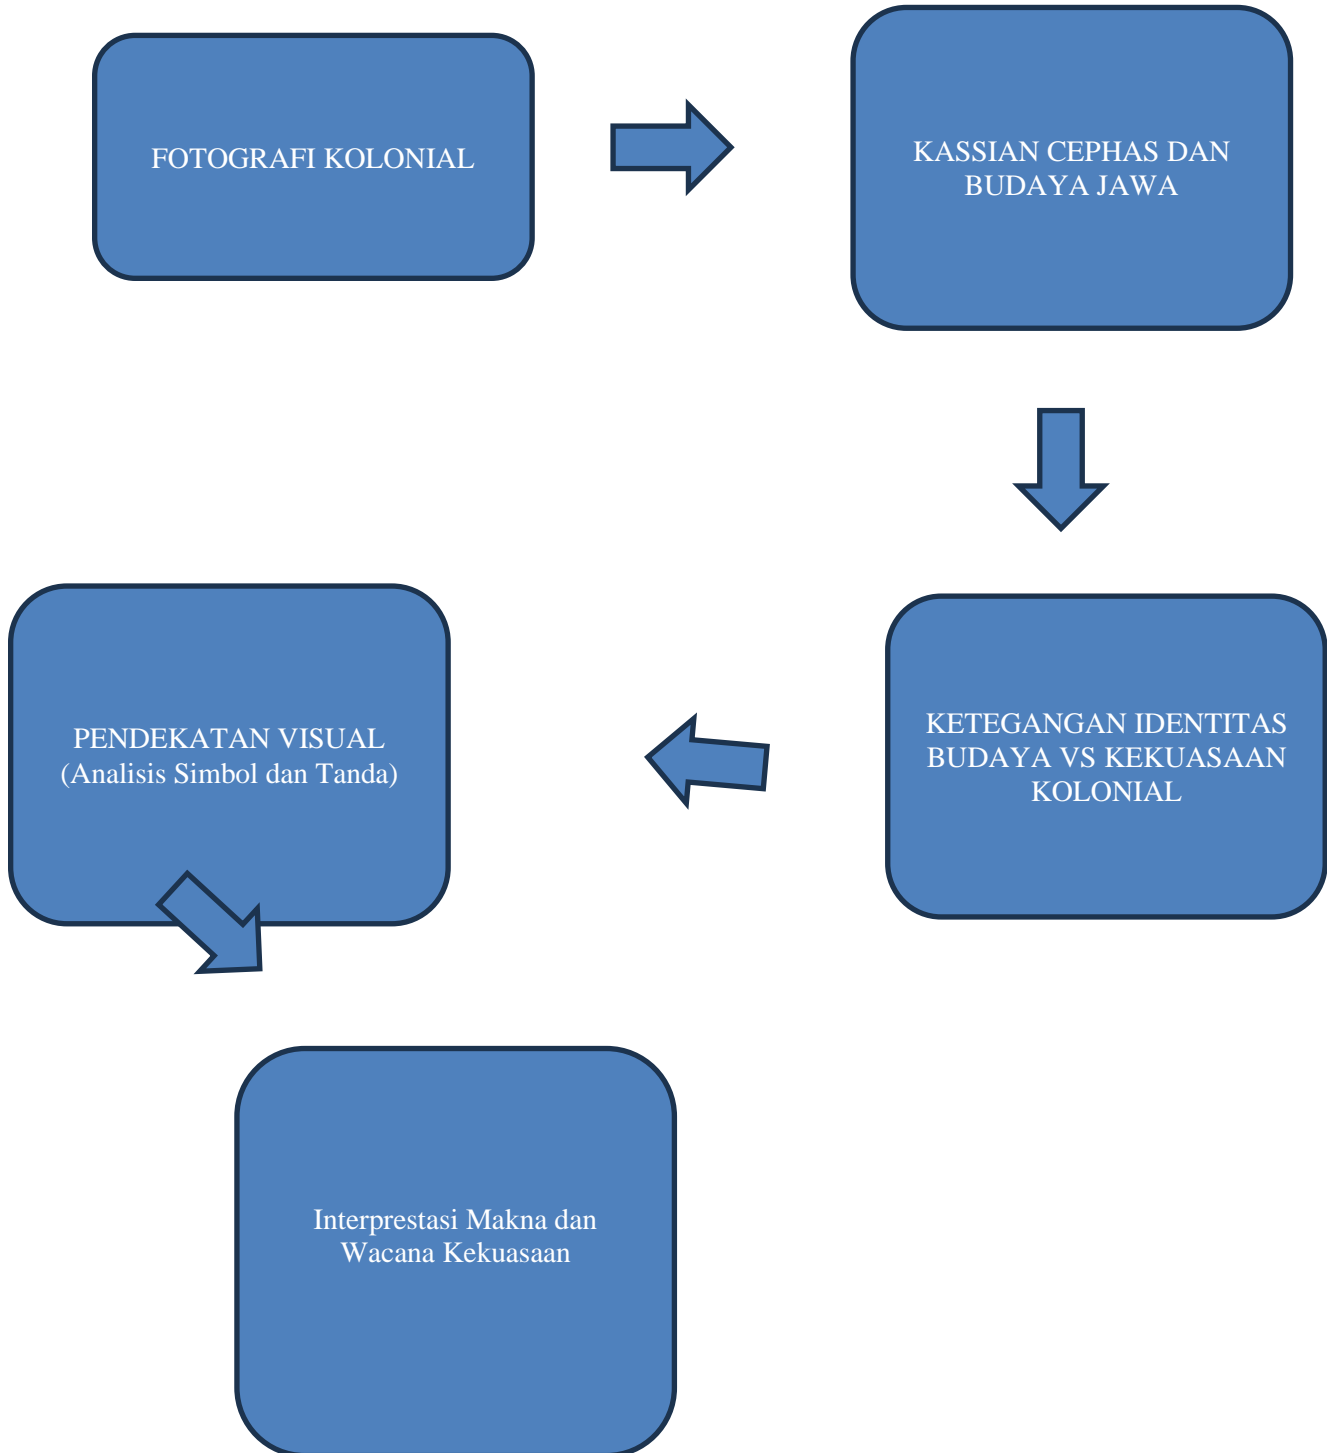 FOTOGRAFI KOLONIAL
KASSIAN CEPHAS DAN
BUDAYA JAWA
KETEGANGAN IDENTITAS
BUDAYA VS KEKUASAAN
KOLONIAL
PENDEKATAN VISUAL
(Analisis Simbol dan Tanda)
Interprestasi Makna dan
Wacana Kekuasaan